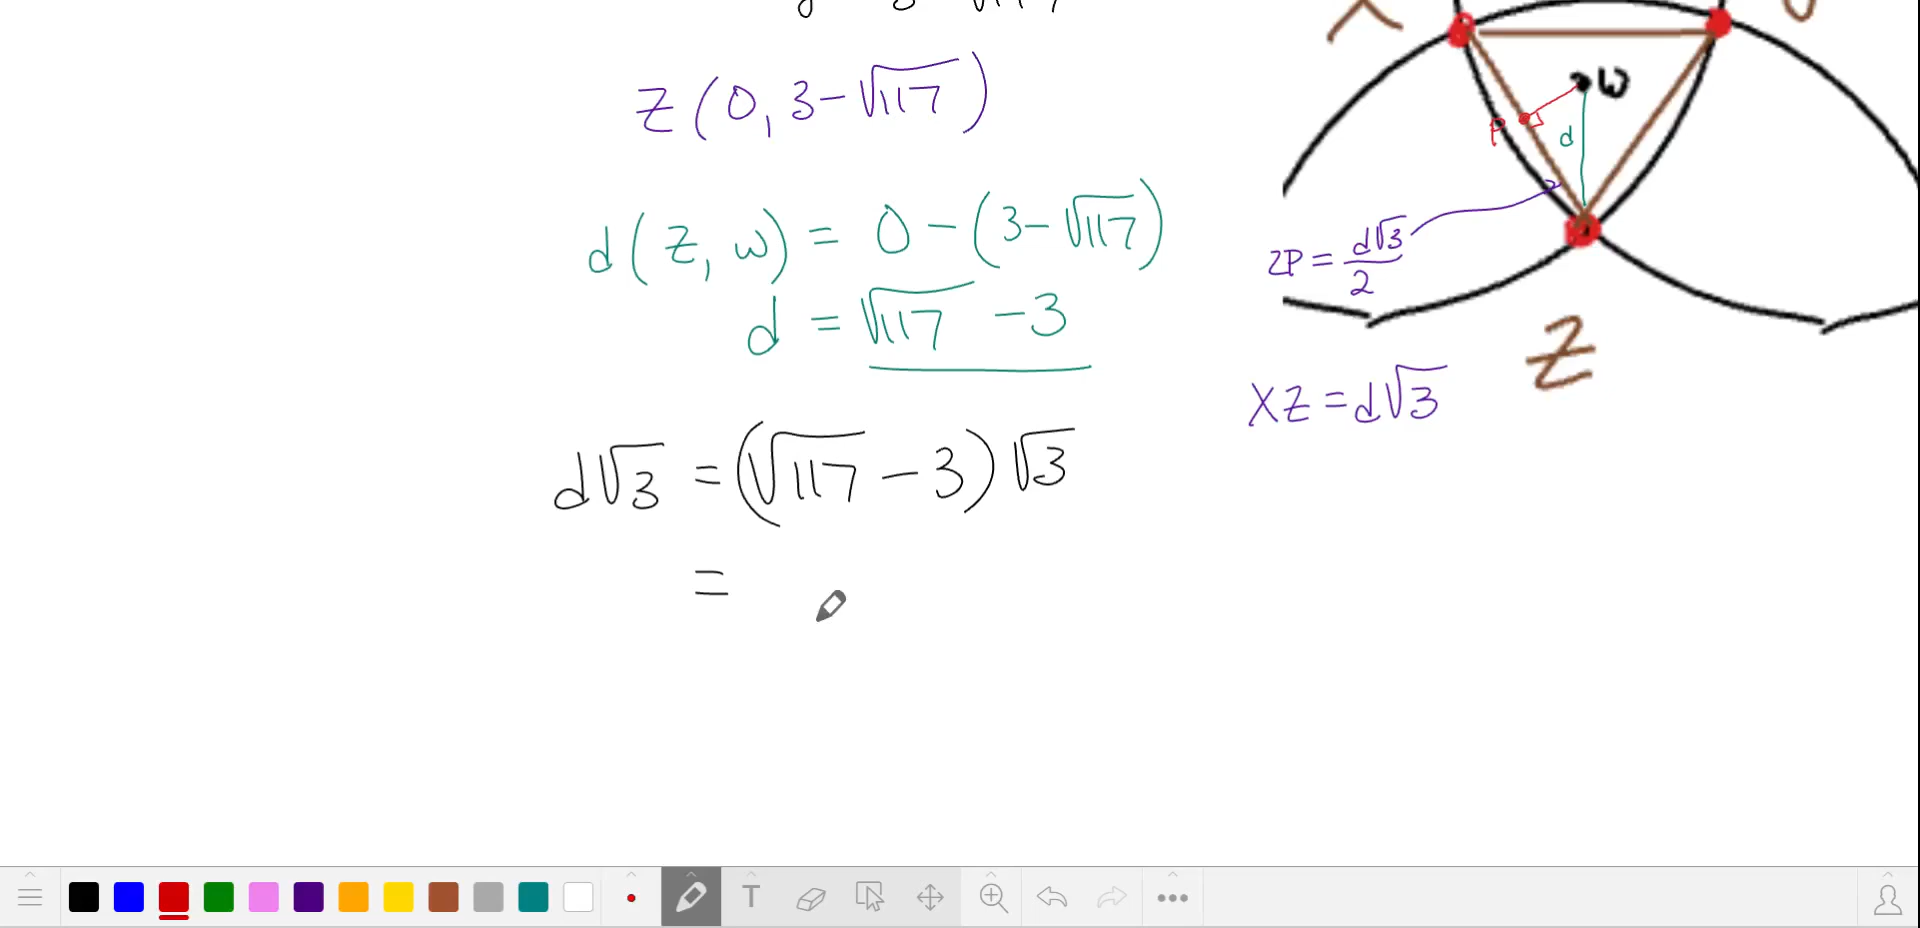 Z (0, 3-√117)
d (Z, w) = 0 - (3-√117)
d = √117 - 3
d√3 = (√117 - 3) √3
=
X
W
P
d
ZP = d√3/2
Z
XZ = d√3
T